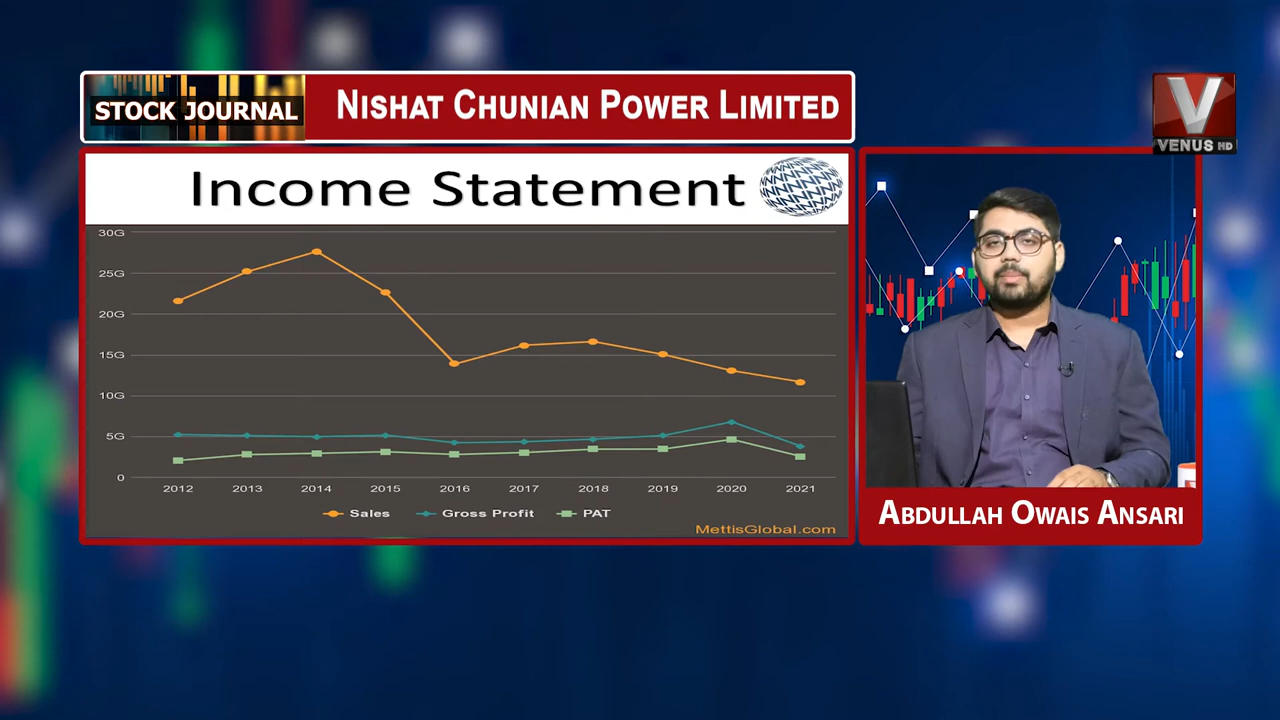 STOCK JOURNAL
NISHAT CHUNIAN POWER LIMITED
VENUS HD
Income Statement
30G
25G
20G
15G
10G
5G
0
2012 2013 2014 2015 2016 2017 2018 2019 2020 2021
Sales Gross Profit PAT
MettisGlobal.com
ABDULLAH OWAIS ANSARI